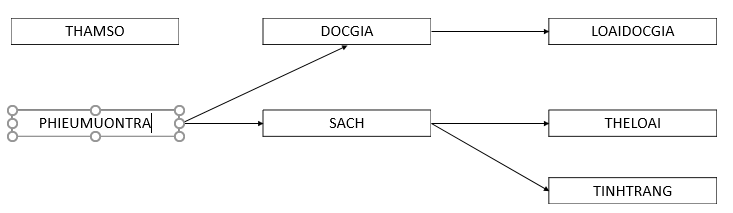 THAMSO
DOCGIA
LOAIDOCGIA
PHIEUMUONTRA
SACH
THELOAI
TINHTRANG